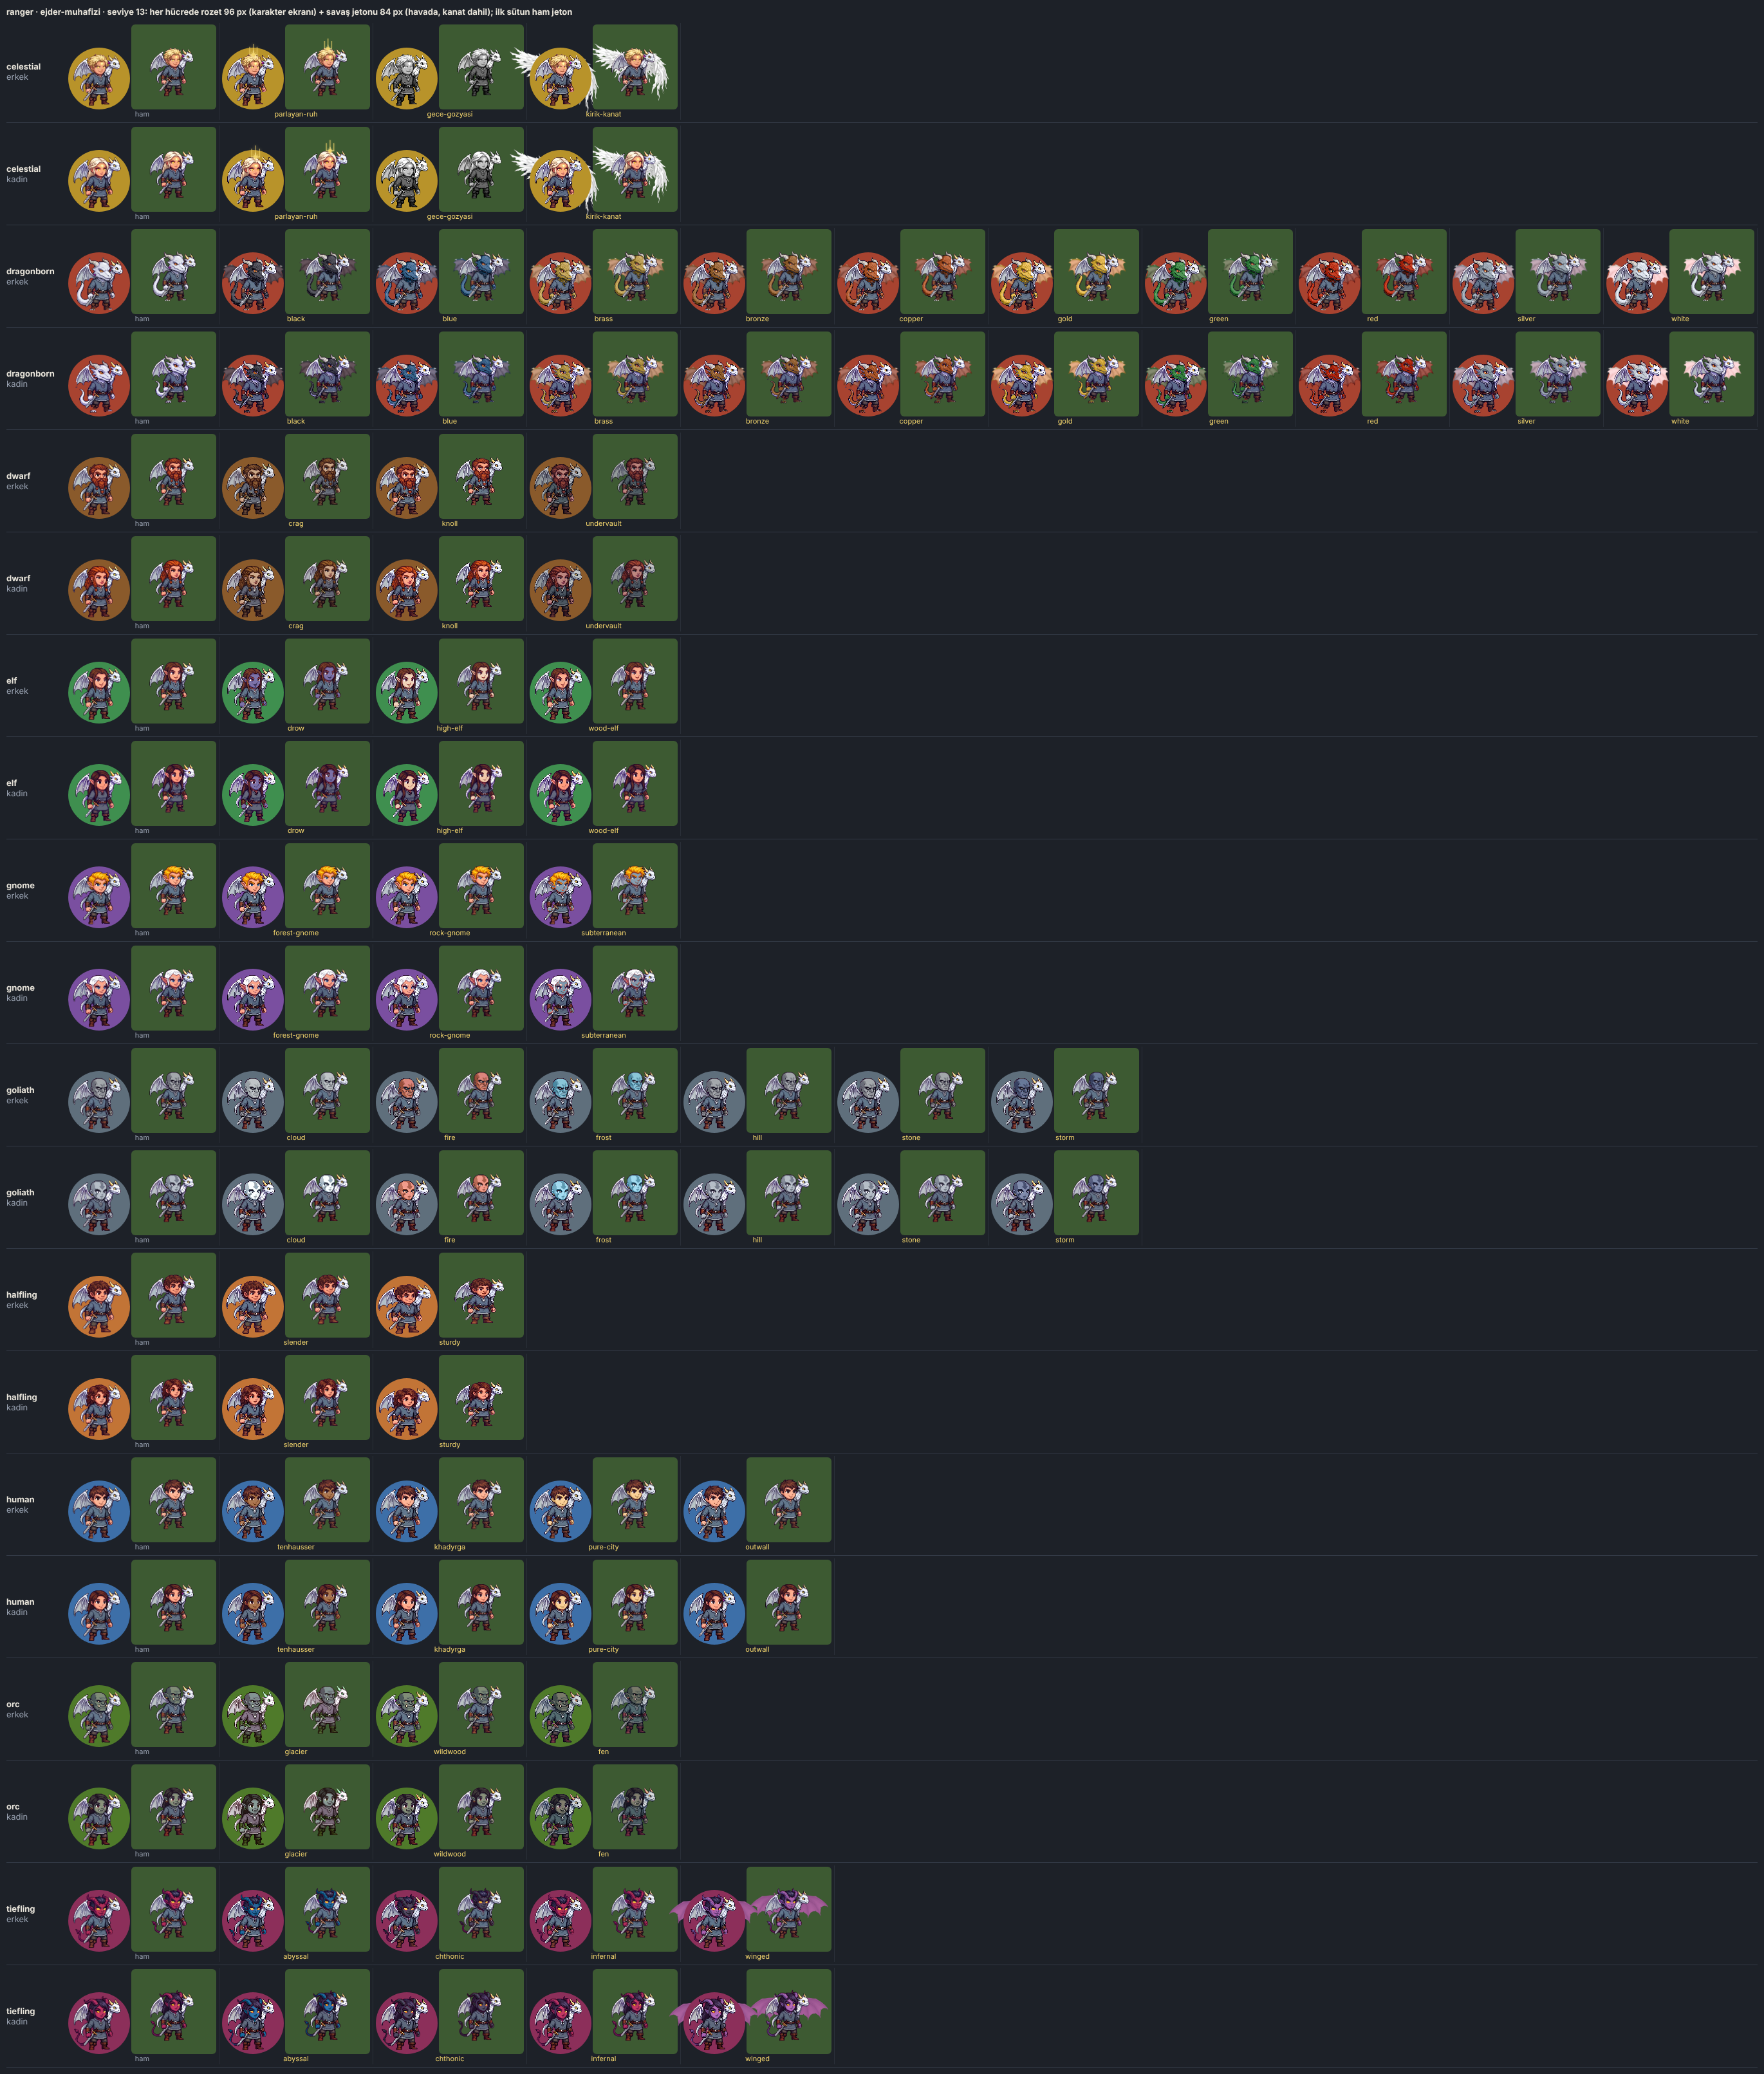 ranger · ejder-muhafizi · seviye 13: her hücrede rozet 96 px (karakter ekranı) + savaş jetonu 84 px (havada, kanat dahil); ilk sütun ham jeton
celestial
erkek
ham parlayan-ruh gece-gozyasi kirik-kanat
celestial
kadin
ham parlayan-ruh gece-gozyasi kirik-kanat
dragonborn
erkek
ham black blue brass bronze copper gold green red silver white
dragonborn
kadin
ham black blue brass bronze copper gold green red silver white
dwarf
erkek
ham crag knoll undervault
dwarf
kadin
ham crag knoll undervault
elf
erkek
ham drow high-elf wood-elf
elf
kadin
ham drow high-elf wood-elf
gnome
erkek
ham forest-gnome rock-gnome subterranean
gnome
kadin
ham forest-gnome rock-gnome subterranean
goliath
erkek
ham cloud fire frost hill stone storm
goliath
kadin
ham cloud fire frost hill stone storm
halfling
erkek
ham slender sturdy
halfling
kadin
ham slender sturdy
human
erkek
ham tenhausser khadyrga pure-city outwall
human
kadin
ham tenhausser khadyrga pure-city outwall
orc
erkek
ham glacier wildwood fen
orc
kadin
ham glacier wildwood fen
tiefling
erkek
ham abyssal chthonic infernal winged
tiefling
kadin
ham abyssal chthonic infernal winged